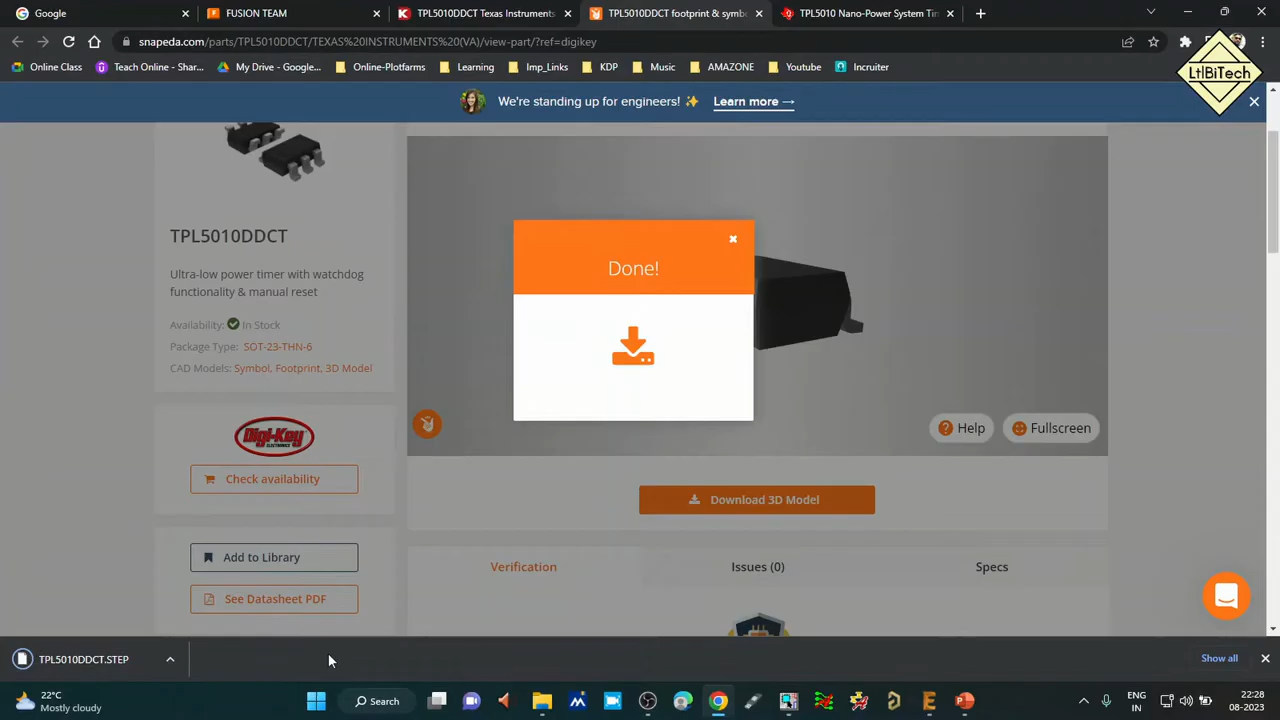 Google
FUSION TEAM
TPL5010DDCT Texas Instruments
TPL5010DDCT footprint & symbo
TPL5010 Nano-Power System Tim
snapeda.com/parts/TPL5010DDCT/TEXAS%20INSTRUMENTS%20(VA)/view-part/?ref=digikey
Online Class
Teach Online - Shar...
My Drive - Google...
Online-Platforms
Learning
Imp_Links
KDP
Music
AMAZONE
Youtube
Incruiter
LtlBiTech
We're standing up for engineers! ✨ Learn more →
Done!
TPL5010DDCT
Ultra-low power timer with watchdog
functionality & manual reset
Availability: In Stock
Package Type: SOT-23-THN-6
CAD Models: Symbol, Footprint, 3D Model
Digi-Key
ELECTRONICS
Check availability
Help
Fullscreen
Download 3D Model
Add to Library
See Datasheet PDF
Verification
Issues (0)
Specs
TPL5010DDCT.STEP
Show all
22°C
Mostly cloudy
Search
ENG
IN
22:28
08-2023